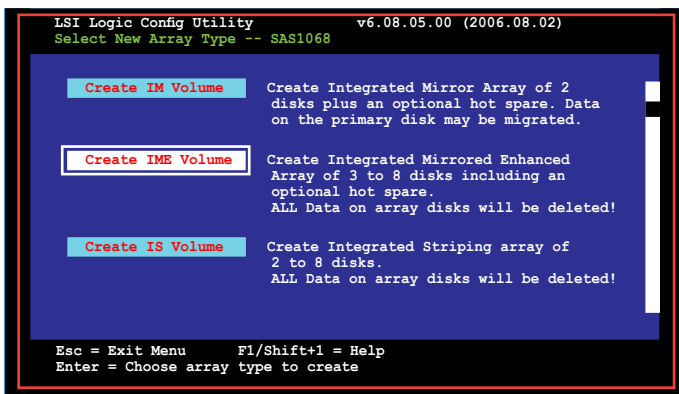 LSI Logic Config Utility v6.08.05.00 (2006.08.02)
Select New Array Type -- SAS1068
Create IM Volume Create Integrated Mirror Array of 2
disks plus an optional hot spare. Data
on the primary disk may be migrated.
Create IME Volume Create Integrated Mirrored Enhanced
Array of 3 to 8 disks including an
optional hot spare.
ALL Data on array disks will be deleted!
Create IS Volume Create Integrated Striping array of
2 to 8 disks.
ALL Data on array disks will be deleted!
Esc = Exit Menu F1/Shift+1 = Help
Enter = Choose array type to create